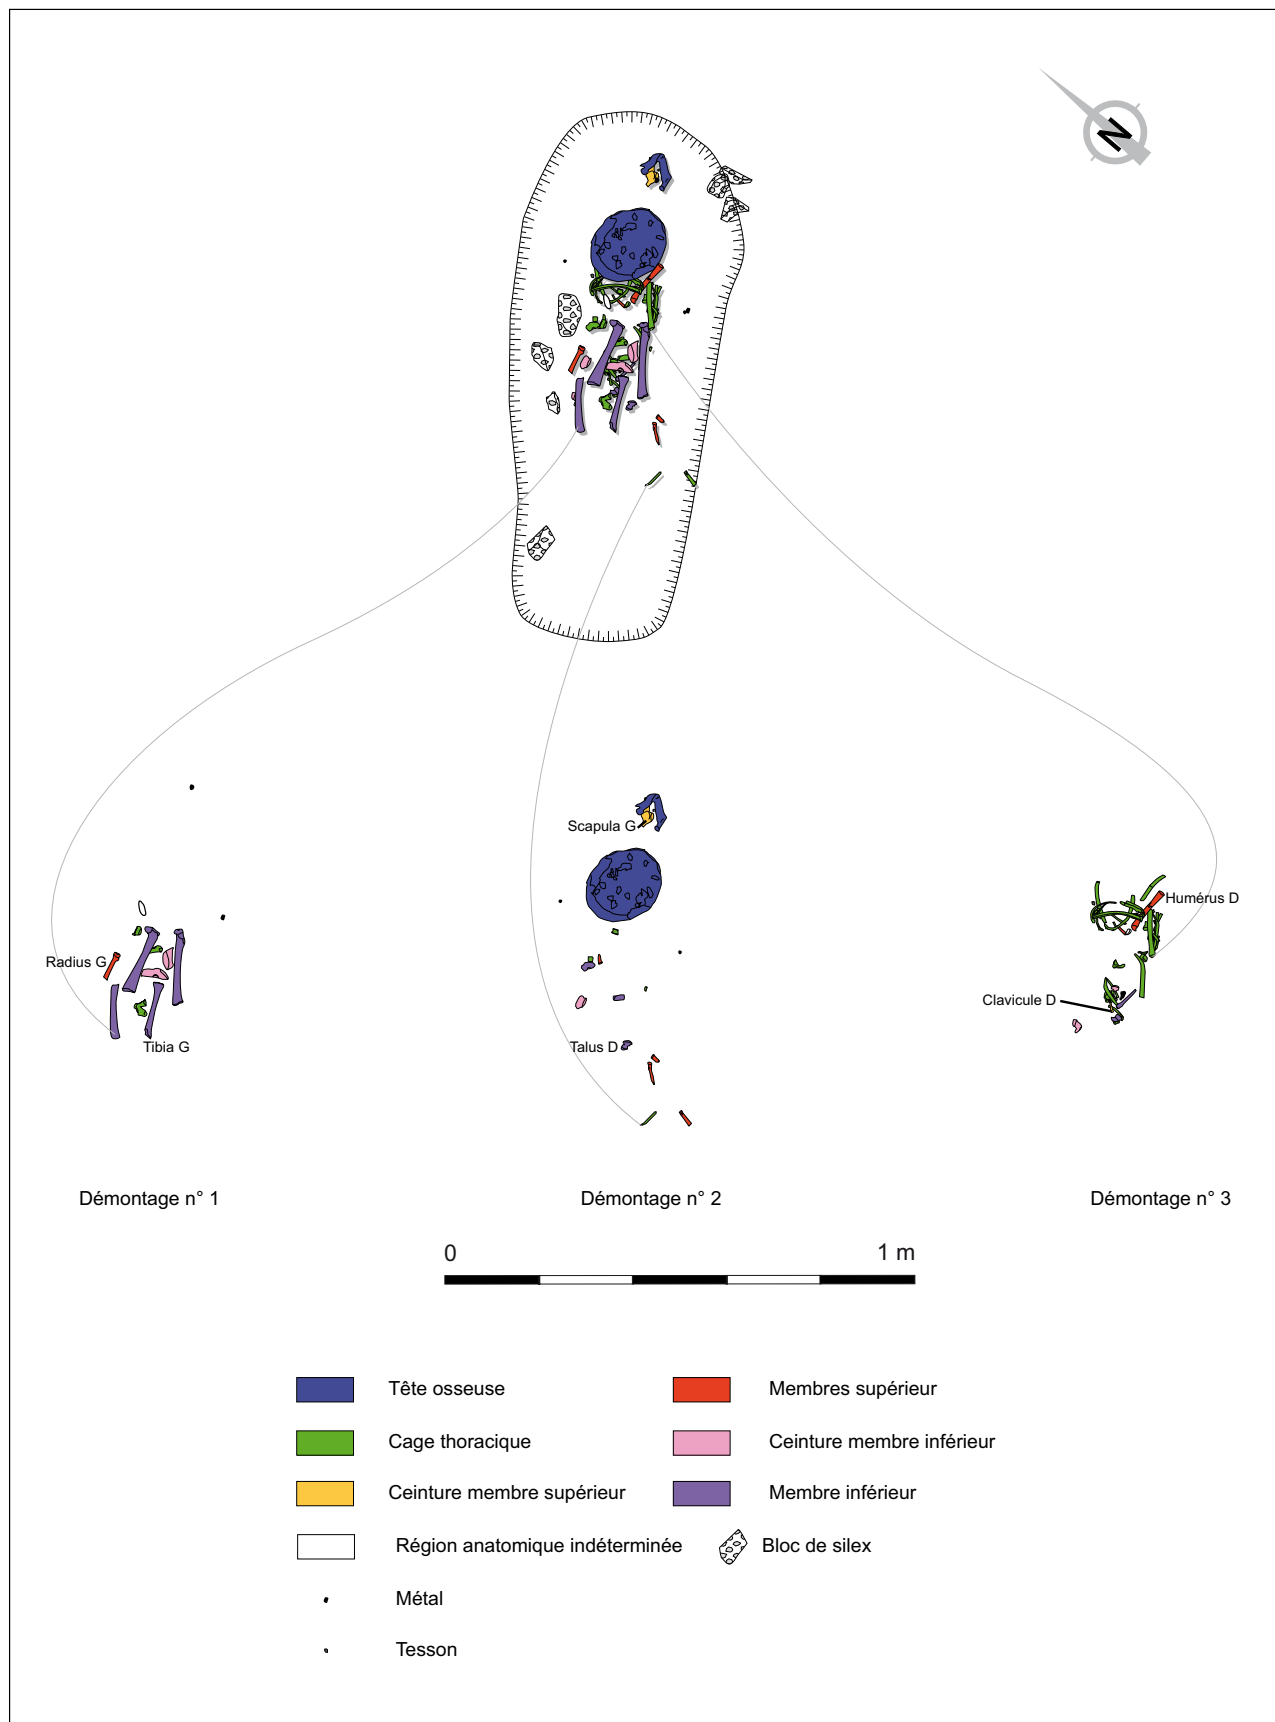 N
Scapula G
Humérus D
Radius G
Clavicule D
Tibia G
Talus D
Démontage n° 1
Démontage n° 2
Démontage n° 3
0
1 m
Tête osseuse
Membres supérieur
Cage thoracique
Ceinture membre inférieur
Ceinture membre supérieur
Membre inférieur
Région anatomique indéterminée
Bloc de silex
Métal
Tesson